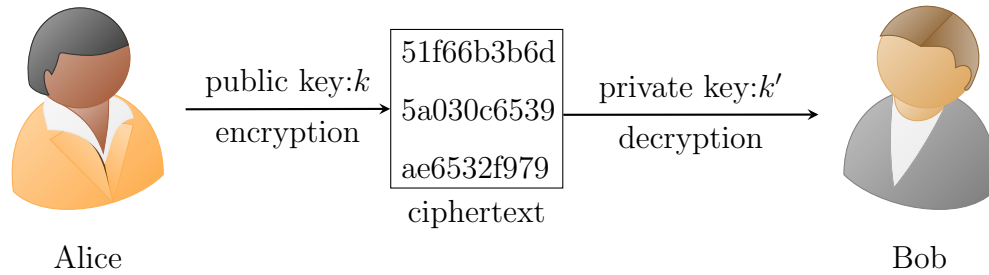 public key:k
encryption
51f66b3b6d
5a030c6539
ae6532f979
ciphertext
private key:k′
decryption
Alice
Bob